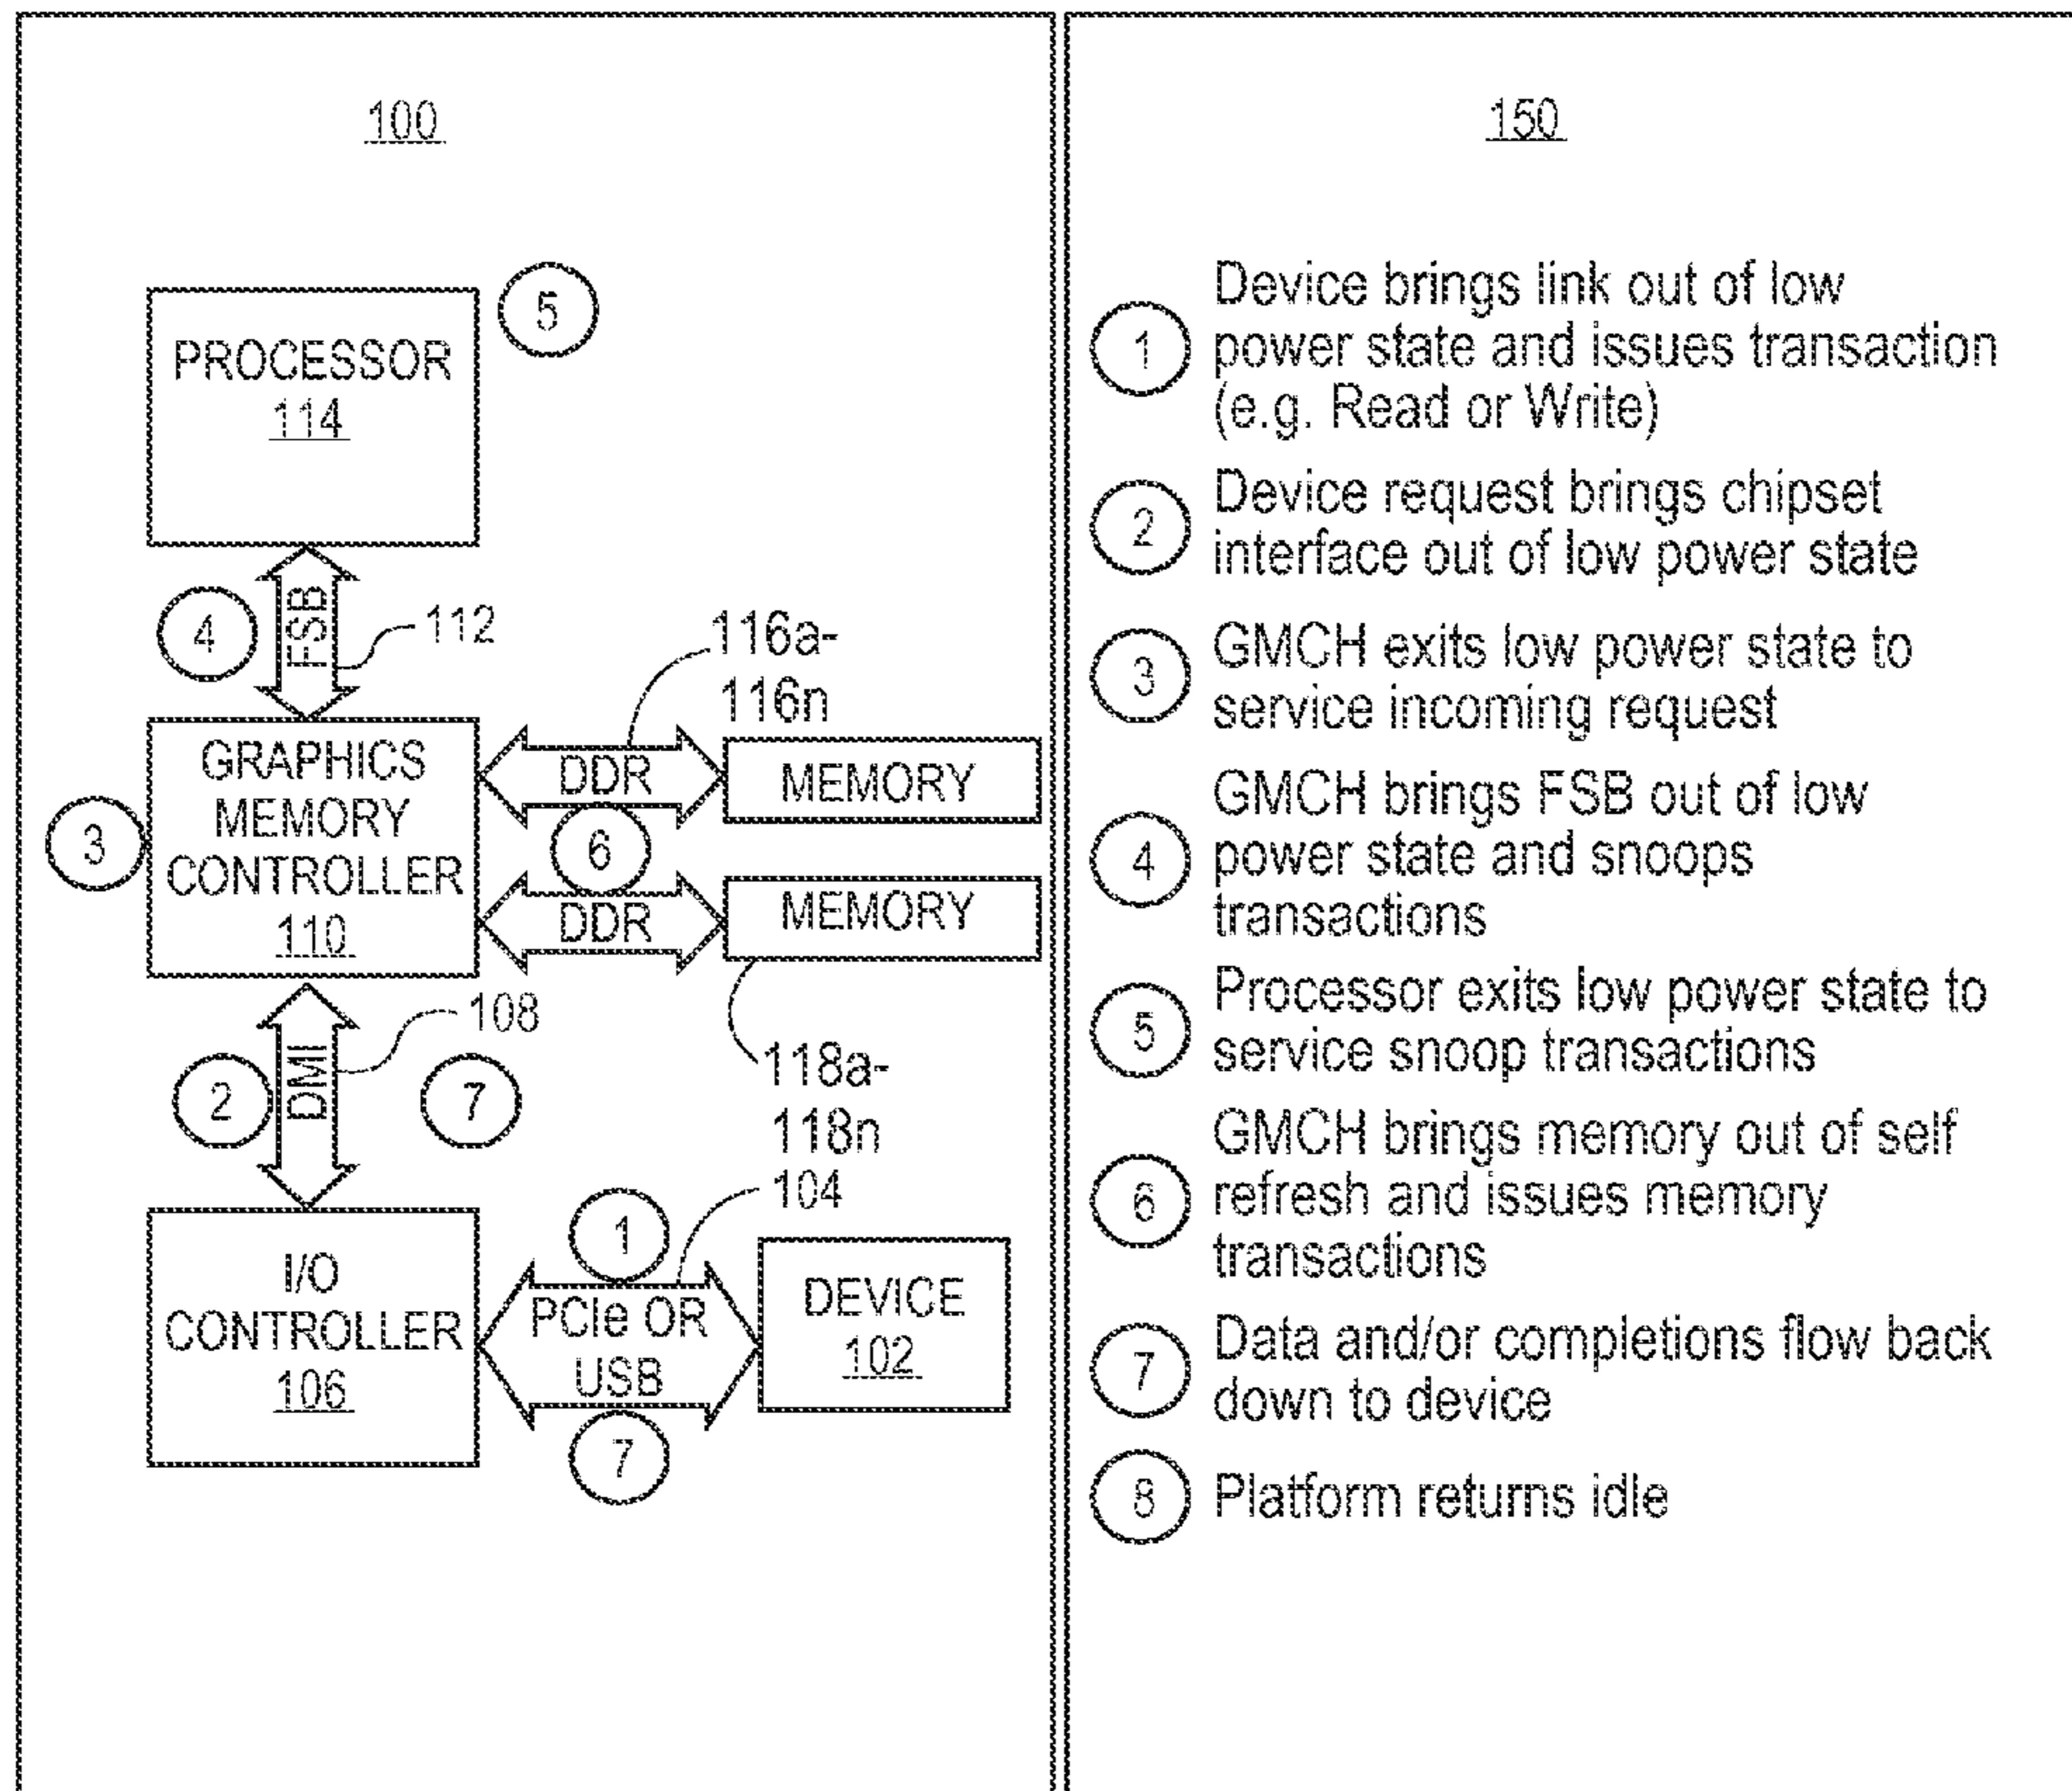 100
5
PROCESSOR
114
4
FSB
112
116a-
116n
GRAPHICS
MEMORY
CONTROLLER
110
3
DDR
MEMORY
6
DDR
MEMORY
2
DMI
108
7
118a-
118n
104
1
I/O
CONTROLLER
106
PCIe OR
USB
DEVICE
102
7
150
1
Device brings link out of low
power state and issues transaction
(e.g. Read or Write)
2
Device request brings chipset
interface out of low power state
3
GMCH exits low power state to
service incoming request
4
GMCH brings FSB out of low
power state and snoops
transactions
5
Processor exits low power state to
service snoop transactions
6
GMCH brings memory out of self
refresh and issues memory
transactions
7
Data and/or completions flow back
down to device
8
Platform returns idle